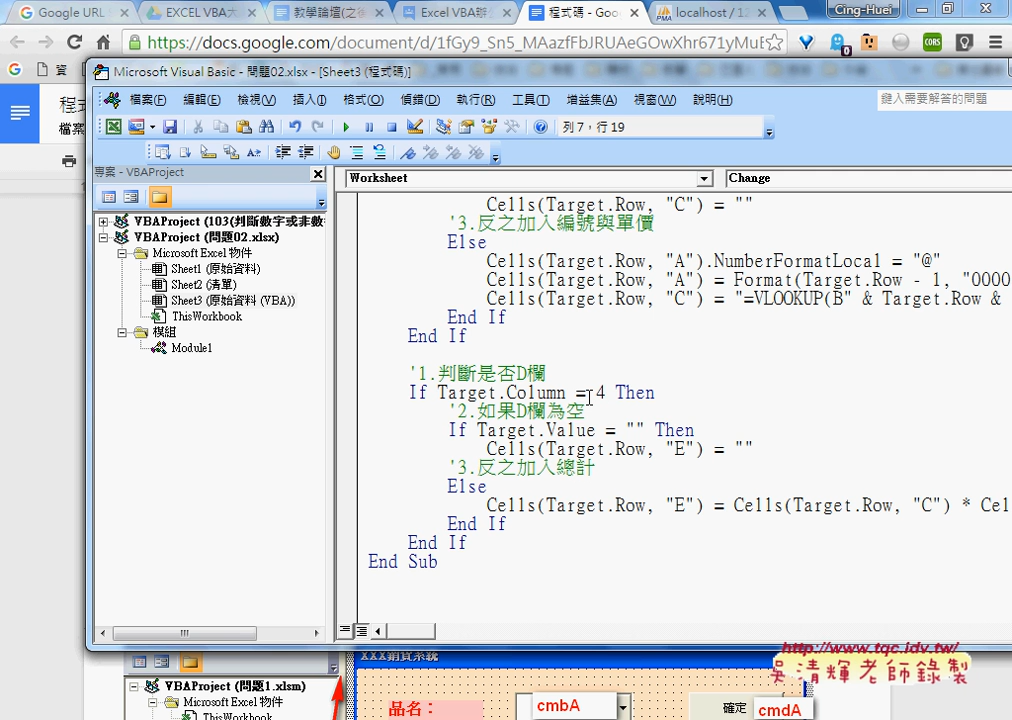 Cing-Huei
Google URL S
EXCEL VBA大
教學論壇(之後
Excel VBA辦公
程式碼 - Goo
localhost / 12
https://docs.google.com/document/d/1fGy9_Sn5_MAazfFbJRUAeGOwXhr671yMuE
Microsoft Visual Basic - 問題02.xlsx - [Sheet3 (程式碼)]
檔案(F) 編輯(E) 檢視(V) 插入(I) 格式(O) 偵錯(D) 執行(R) 工具(T) 增益集(A) 視窗(W) 說明(H)
鍵入需要解答的問題
列 7，行 19
專案 - VBAProject
Worksheet
Change
VBAProject (103(判斷數字或非數
VBAProject (問題02.xlsx)
Microsoft Excel 物件
Sheet1 (原始資料)
Sheet2 (清單)
Sheet3 (原始資料 (VBA))
ThisWorkbook
模組
Module1
Cells(Target.Row, "C") = ""
'3.反之加入編號與單價
Else
Cells(Target.Row, "A").NumberFormatLocal = "@"
Cells(Target.Row, "A") = Format(Target.Row - 1, "0000
Cells(Target.Row, "C") = "=VLOOKUP(B" & Target.Row &
End If
End If
'1.判斷是否D欄
If Target.Column = 4 Then
'2.如果D欄為空
If Target.Value = "" Then
Cells(Target.Row, "E") = ""
'3.反之加入總計
Else
Cells(Target.Row, "E") = Cells(Target.Row, "C") * Cel
End If
End If
End Sub
http://www.tqc.idv.tw/
吳清輝老師錄製
XXX銷貨系統
VBAProject (問題1.xlsm)
Microsoft Excel 物件
ThisWorkbook
品名：
cmbA
確定
cmdA